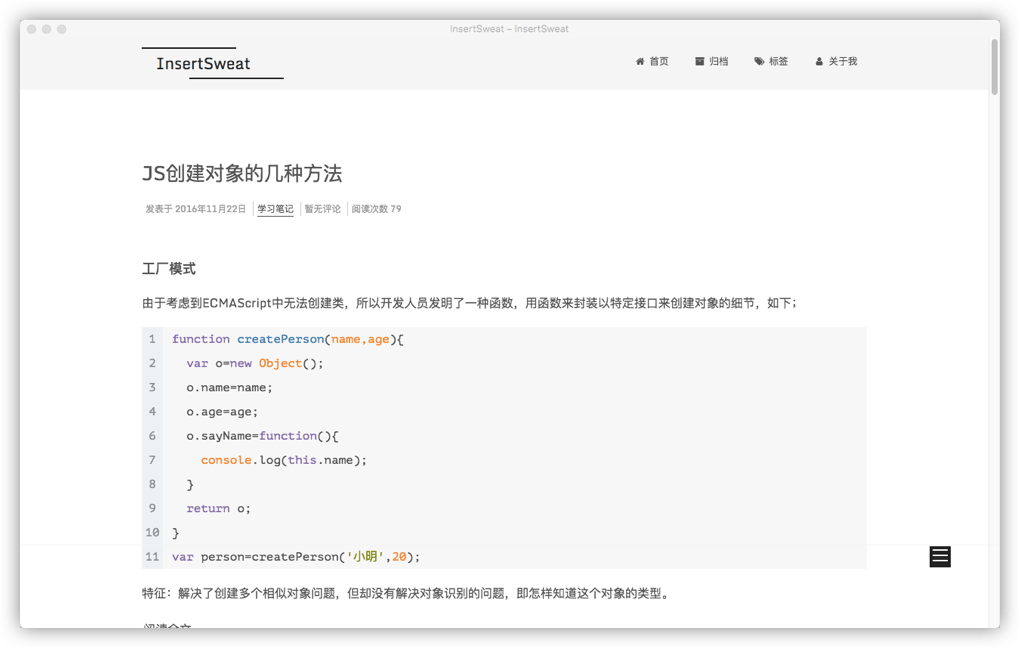 InsertSweat – InsertSweat
InsertSweat
首页 归档 标签 关于我
JS创建对象的几种方法
发表于 2016年11月22日 学习笔记 暂无评论 阅读次数 79
工厂模式
由于考虑到ECMAScript中无法创建类，所以开发人员发明了一种函数，用函数来封装以特定接口来创建对象的细节，如下；
1 function createPerson(name,age){
2 var o=new Object();
3 o.name=name;
4 o.age=age;
6 o.sayName=function(){
7 console.log(this.name);
8 }
9 return o;
10 }
11 var person=createPerson('小明',20);
特征：解决了创建多个相似对象问题，但却没有解决对象识别的问题，即怎样知道这个对象的类型。